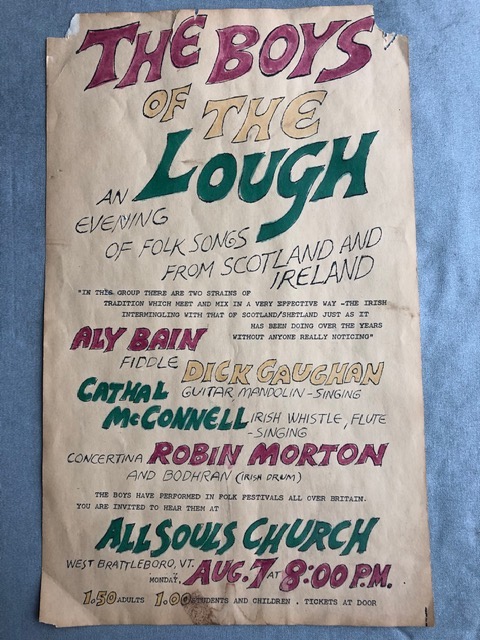 THE BOYS
OF THE
LOUGH
AN
EVENING
OF FOLK SONGS
FROM SCOTLAND AND
IRELAND
"IN THIS GROUP THERE ARE TWO STRAINS OF
TRADITION WHICH MEET AND MIX IN A VERY EFFECTIVE WAY -THE IRISH
INTERMINGLING WITH THAT OF SCOTLAND/SHETLAND JUST AS IT
HAS BEEN DOING OVER THE YEARS
WITHOUT ANYONE REALLY NOTICING"
ALY BAIN
FIDDLE
DICK GAUGHAN
GUITAR MANDOLIN - SINGING
CATHAL
McCONNELL IRISH WHISTLE, FLUTE
- SINGING
CONCERTINA ROBIN MORTON
AND BODHRAN (IRISH DRUM)
THE BOYS HAVE PERFORMED IN FOLK FESTIVALS ALL OVER BRITAIN.
YOU ARE INVITED TO HEAR THEM AT
ALL SOULS CHURCH
WEST BRATTLEBORO, VT.
MONDAY, AUG. 7 AT 8:00 P.M.
1.50 ADULTS 1.00 STUDENTS AND CHILDREN . TICKETS AT DOOR